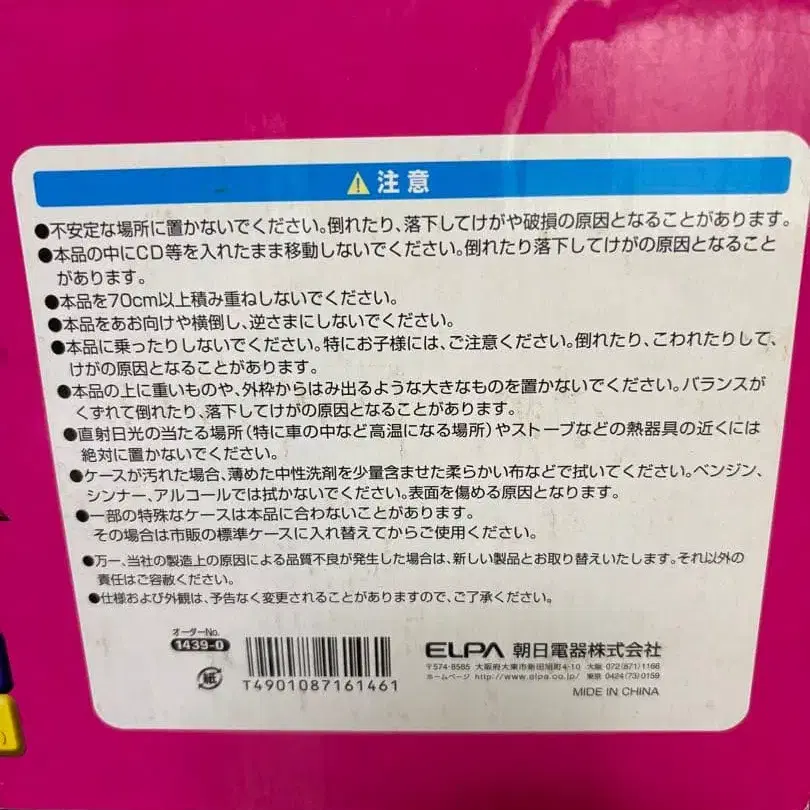 注意
●不安定な場所に置かないでください。倒れたり、落下してけがや破損の原因となることがあります。
●本品の中にCD等を入れたまま移動しないでください。倒れたり落下してけがの原因となること
があります。
●本品を70cm以上積み重ねしないでください。
●本品をあお向けや横倒し、逆さまにしないでください。
●本品に乗ったりしないでください。特にお子様には、ご注意ください。倒れたり、こわれたりして、
けがの原因となることがあります。
●本品の上に重いものや、外枠からはみ出るような大きなものを置かないでください。バランスが
くずれて倒れたり、落下してけがの原因となることがあります。
●直射日光の当たる場所(特に車の中など高温になる場所)やストーブなどの熱器具の近くには
絶対に置かないでください。
●ケースが汚れた場合、薄めた中性洗剤を少量含ませた柔らかい布などで拭いてください。ベンジン、
シンナー、アルコールでは拭かないでください。表面を傷める原因となります。
●一部の特殊なケースは本品に合わないことがあります。
その場合は市販の標準ケースに入れ替えてからご使用ください。
●万一、当社の製造上の原因による品質不良が発生した場合は、新しい製品とお取り替えいたします。それ以外の
責任はご容赦ください。
●仕様および外観は、予告なく変更されることがありますので、ご了承ください。
オーダーNo.
1439-0
紙
T4901087161461
ELPA 朝日電器株式会社
〒574-8585 大阪府大東市新田旭町4-10 大阪 072(871)1166
ホームページ http://www.elpa.co.jp/ 東京 0424(73)0159
MADE IN CHINA